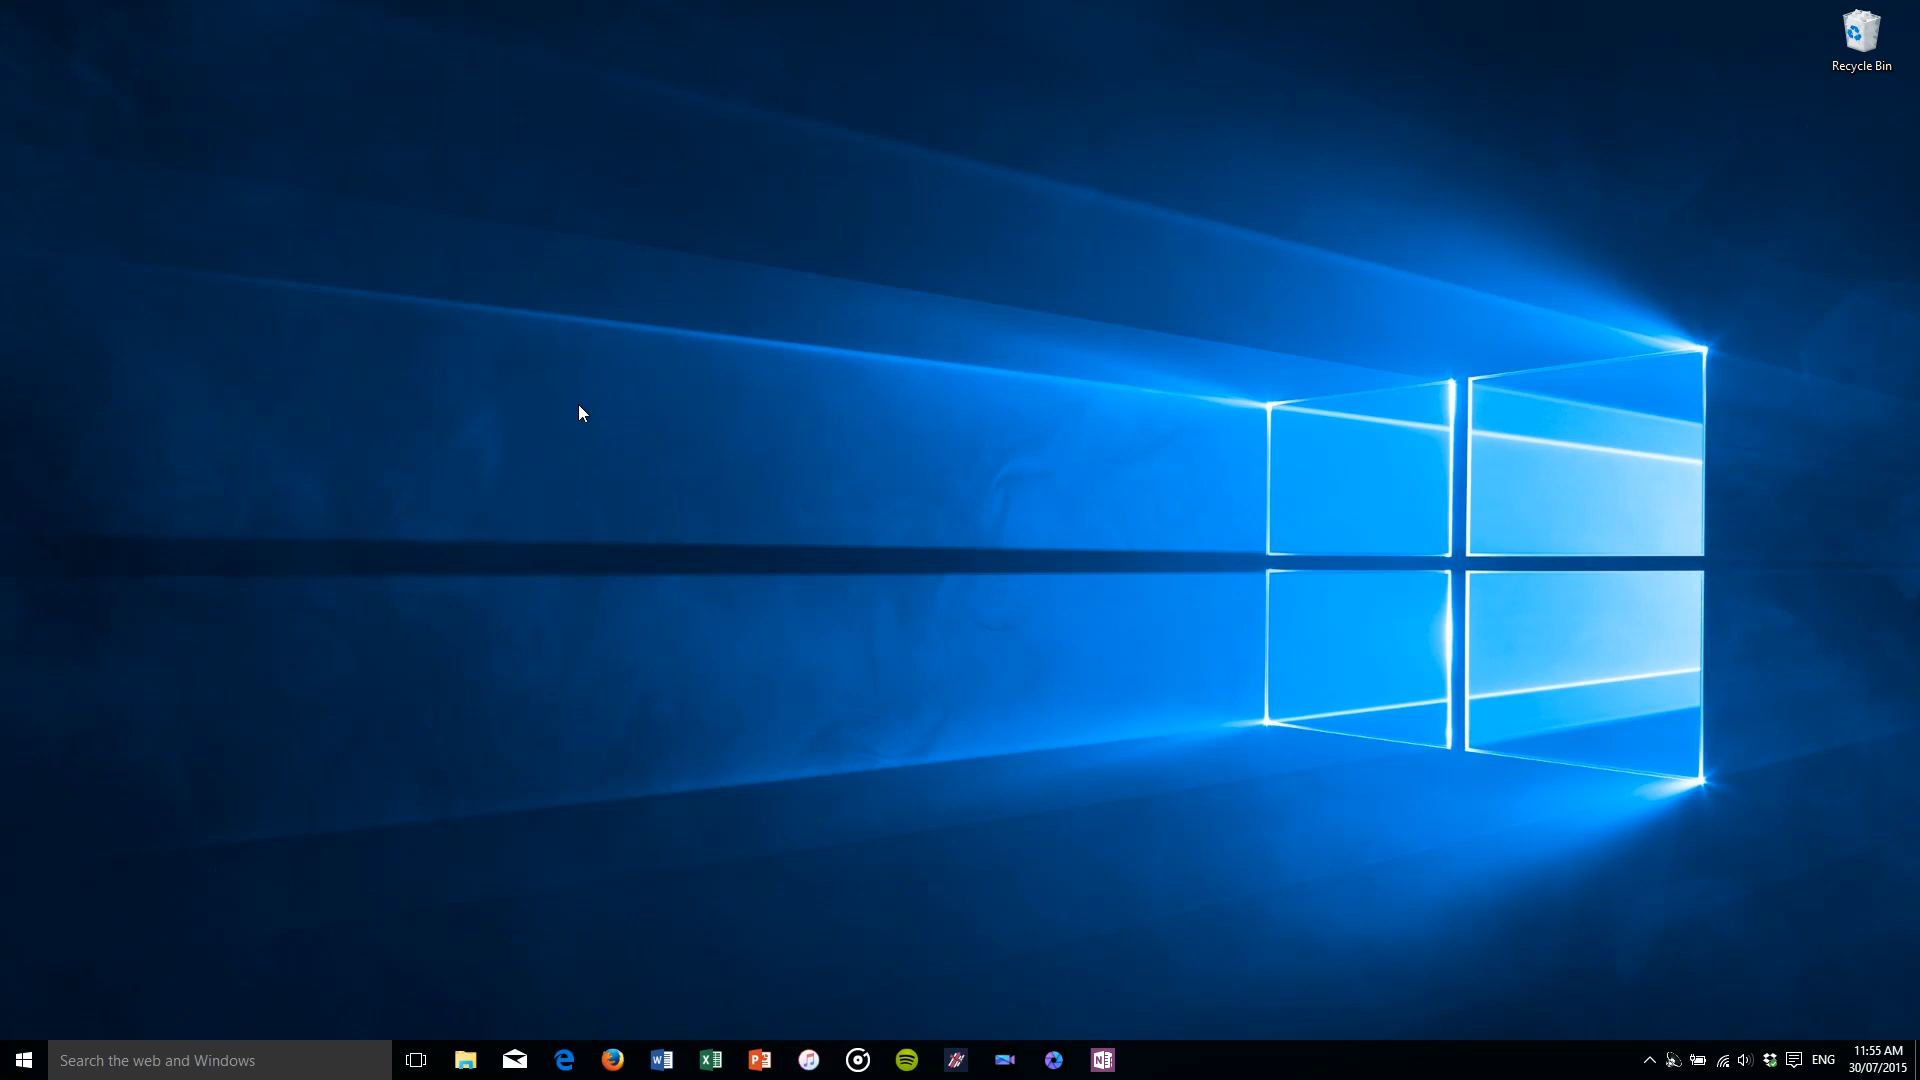 Recycle Bin
Search the web and Windows
ENG
11:55 AM
30/07/2015